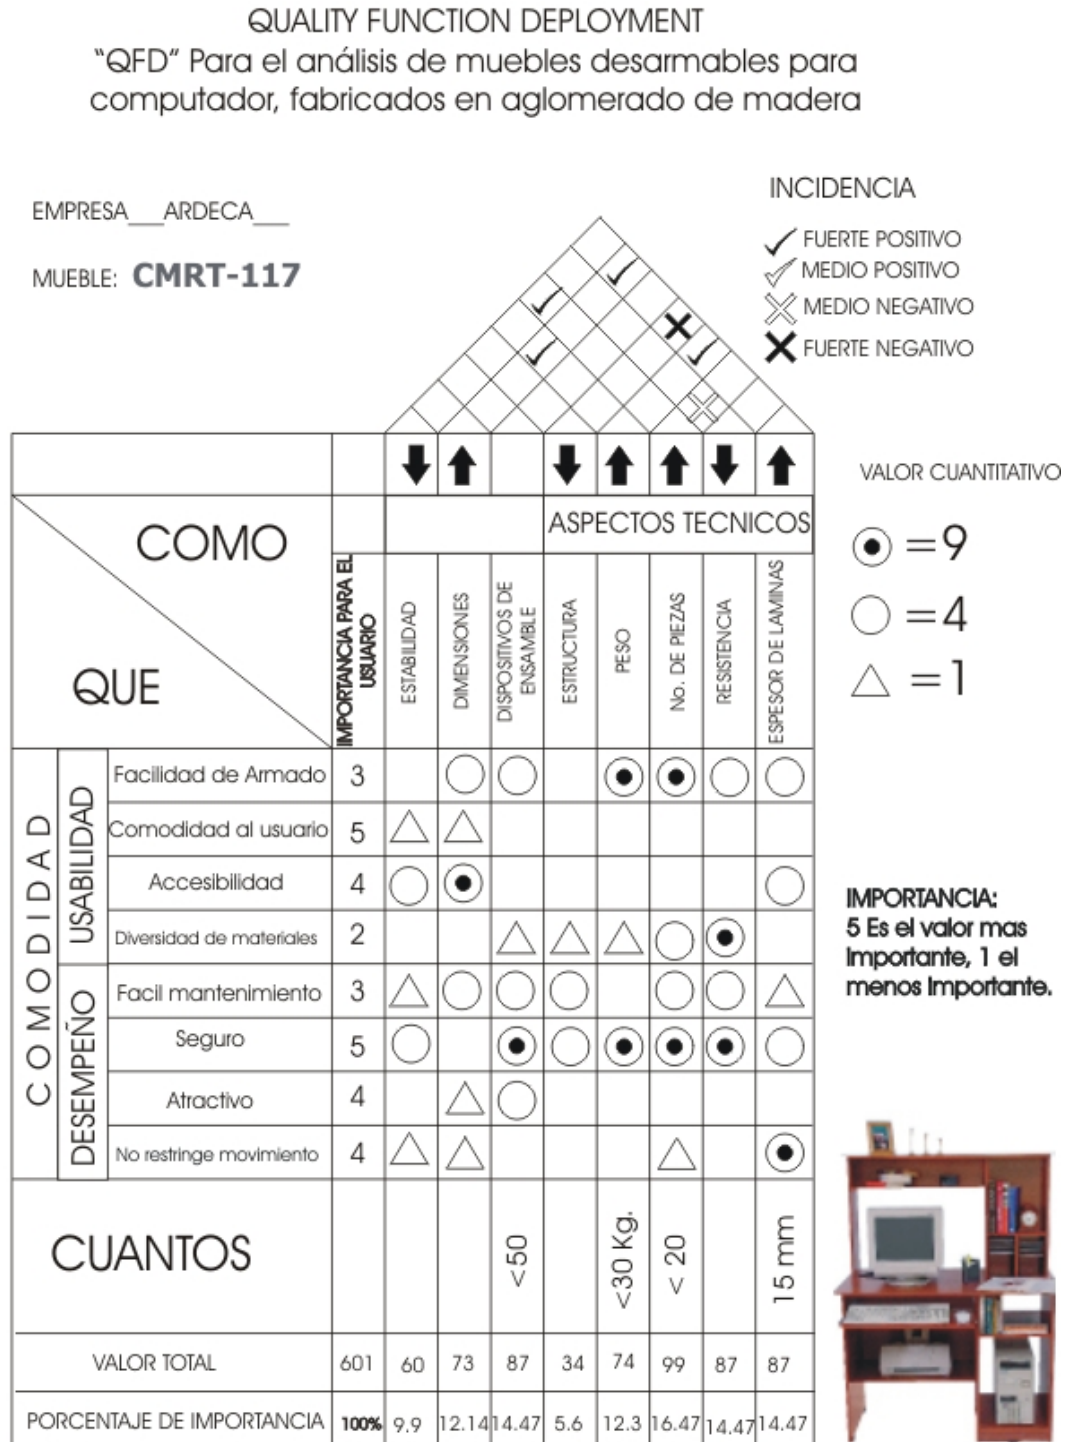 QUALITY FUNCTION DEPLOYMENT
“QFD” Para el análisis de muebles desarmables para
computador, fabricados en aglomerado de madera
EMPRESA___ARDECA___
MUEBLE: CMRT-117
INCIDENCIA
FUERTE POSITIVO
MEDIO POSITIVO
MEDIO NEGATIVO
FUERTE NEGATIVO
VALOR CUANTITATIVO
=9
=4
=1
COMO
QUE
ASPECTOS TECNICOS
IMPORTANCIA PARA EL
USUARIO
ESTABILIDAD
DIMENSIONES
DISPOSITIVOS DE
ENSAMBLE
ESTRUCTURA
PESO
No. DE PIEZAS
RESISTENCIA
ESPESOR DE LAMINAS
COMODIDAD
USABILIDAD
Facilidad de Armado 3
Comodidad al usuario 5
Accesibilidad 4
Diversidad de materiales 2
DESEMPEÑO
Facil mantenimiento 3
Seguro 5
Atractivo 4
No restringe movimiento 4
IMPORTANCIA:
5 Es el valor mas
Importante, 1 el
menos Importante.
CUANTOS <50 <30 Kg. < 20 15 mm
VALOR TOTAL 601 60 73 87 34 74 99 87 87
PORCENTAJE DE IMPORTANCIA 100% 9.9 12.14 14.47 5.6 12.3 16.47 14.47 14.47